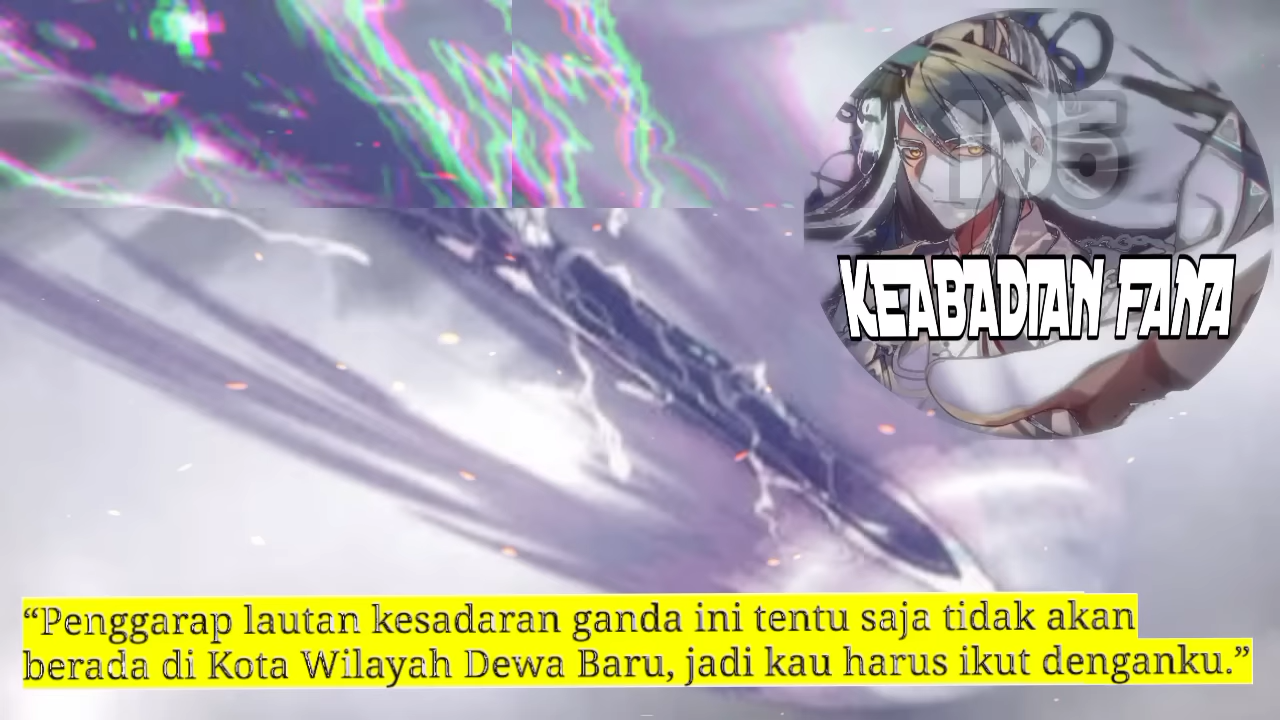 105
KEABADIAN FANA
“Penggarap lautan kesadaran ganda ini tentu saja tidak akan
berada di Kota Wilayah Dewa Baru, jadi kau harus ikut denganku.”